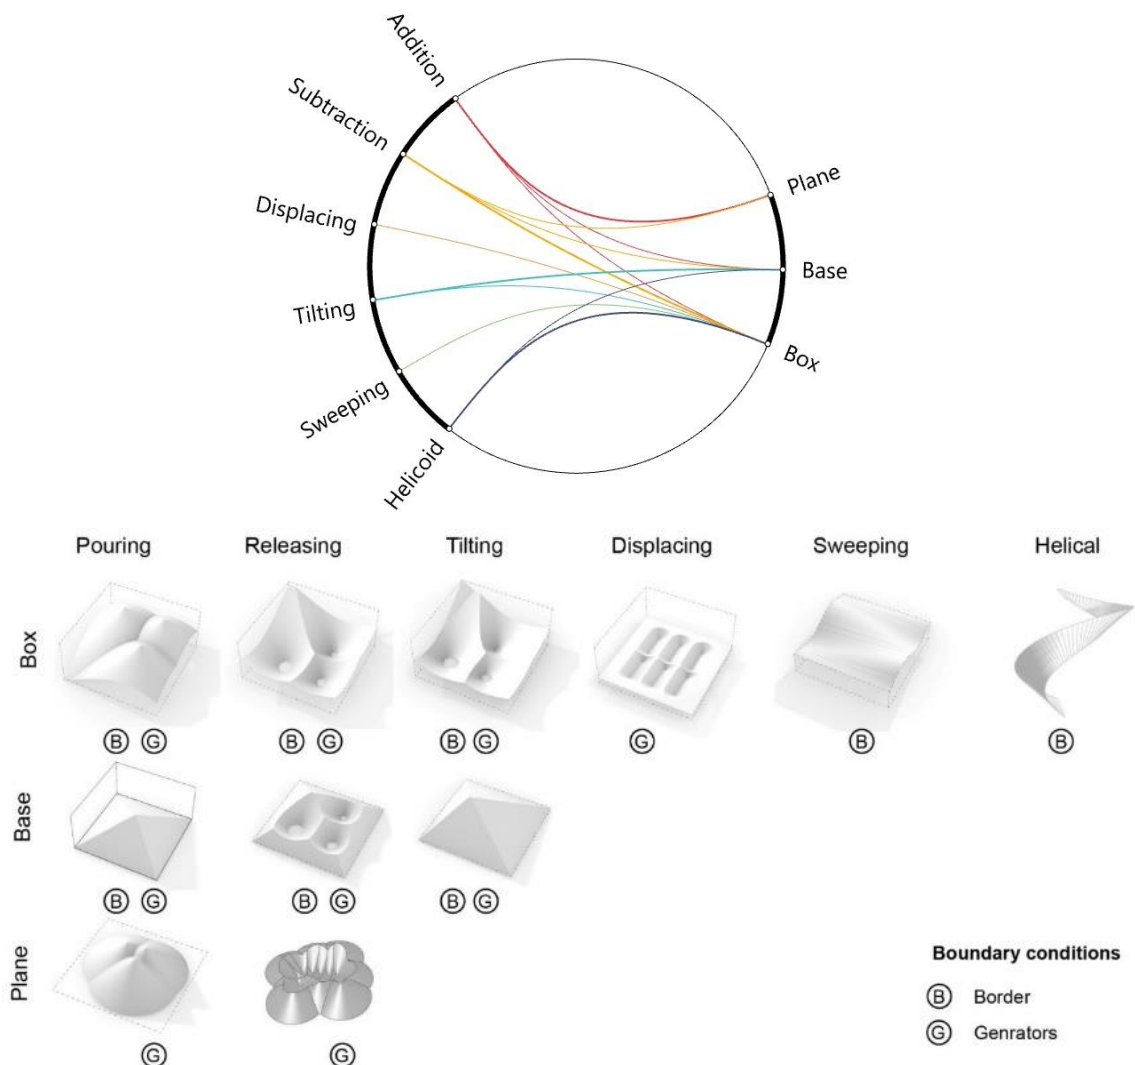 Addition
Subtraction
Displacing
Tilting
Sweeping
Helicoid
Plane
Base
Box
Pouring Releasing Tilting Displacing Sweeping Helical
Box
B G B G B G G B B
Base
B G B G B G
Plane
G G
Boundary conditions
B Border
G Genrators